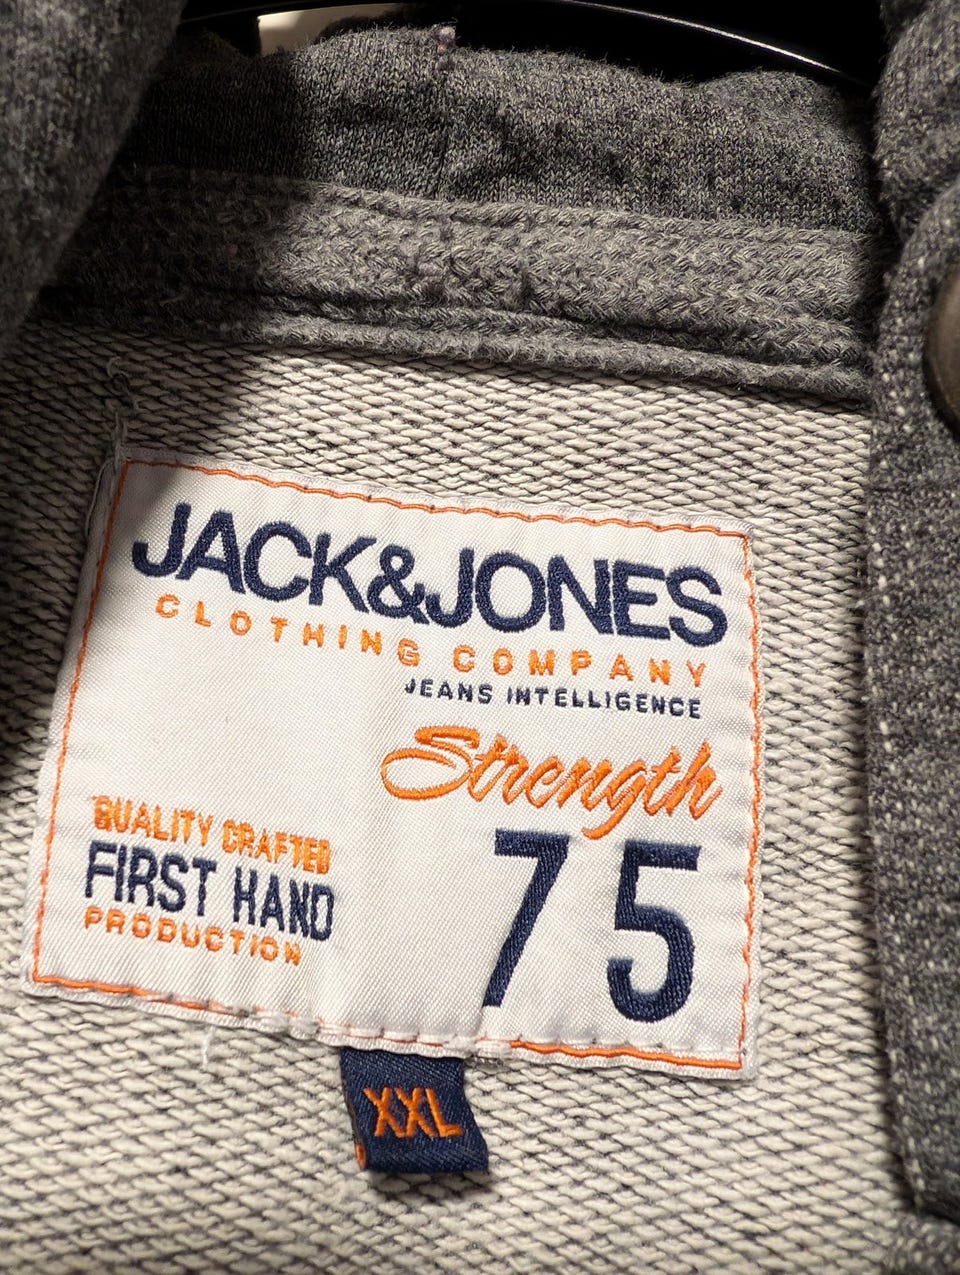 JACK&JONES
CLOTHING COMPANY
JEANS INTELLIGENCE
Strength
75
QUALITY CRAFTED
FIRST HAND
PRODUCTION
XXL